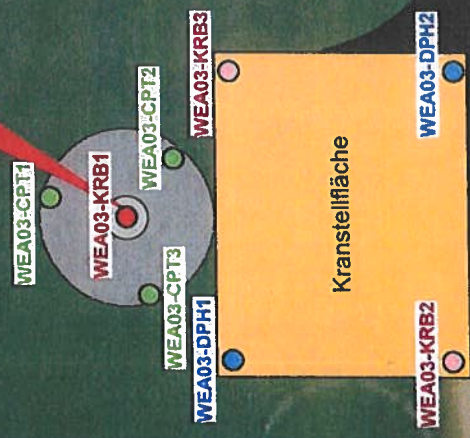 WEA03-CPT1
WEA03-KRB1
WEA03-CPT2
WEA03-CPT3
WEA03-KRB3
WEA03-DPH1
Kranstellfläche
WEA03-DPH2
WEA03-KRB2